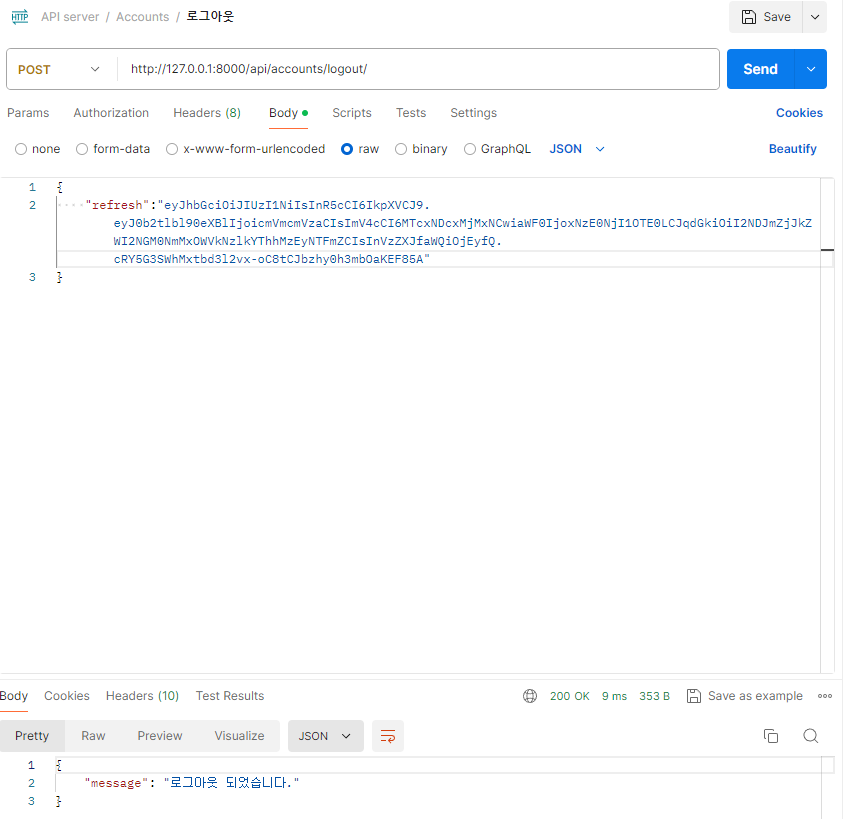 HTTP API server / Accounts / 로그아웃 Save
POST http://127.0.0.1:8000/api/accounts/logout/ Send
Params Authorization Headers (8) Body Scripts Tests Settings Cookies
none form-data x-www-form-urlencoded raw binary GraphQL JSON Beautify
1 {
2 ····"refresh":"eyJhbGciOiJIUzI1NiIsInR5cCI6IkpXVCJ9.
eyJ0b2tlbl90eXBlIjoicmVmcmVzaCIsImV4cCI6MTcxNDcxMjMxNCwiaWF0IjoxNzE0NjI1OTE0LCJqdGkiOiI2NDJmZjJkZ
WI2NGM0NmMxOWVkNzlkYThhMzEyNTFmZCIsInVzZXJfaWQiOjEyfQ.
cRY5G3SWhMxtbd3l2vx-oC8tCJbzhy0h3mbOaKEF85A"
3 }
Body Cookies Headers (10) Test Results 200 OK 9 ms 353 B Save as example
Pretty Raw Preview Visualize JSON
1 {
2 "message": "로그아웃 되었습니다."
3 }